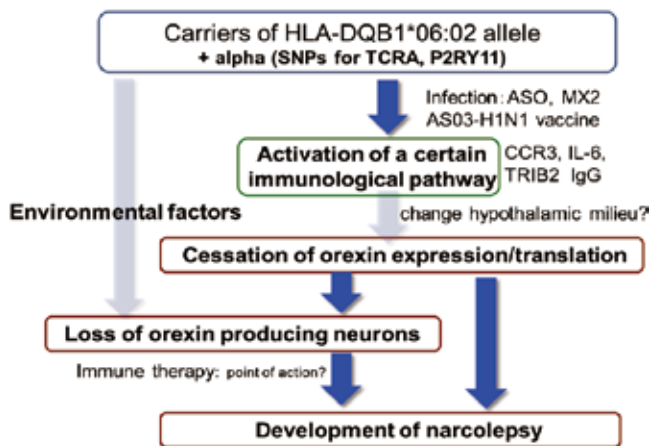 Carriers of HLA-DQB1*06:02 allele
+ alpha (SNPs for TCRA, P2RY11)
Infection: ASO, MX2
AS03-H1N1 vaccine
Activation of a certain
immunological pathway
CCR3, IL-6,
TRIB2 IgG
Environmental factors
change hypothalamic milieu?
Cessation of orexin expression/translation
Loss of orexin producing neurons
Immune therapy: point of action?
Development of narcolepsy